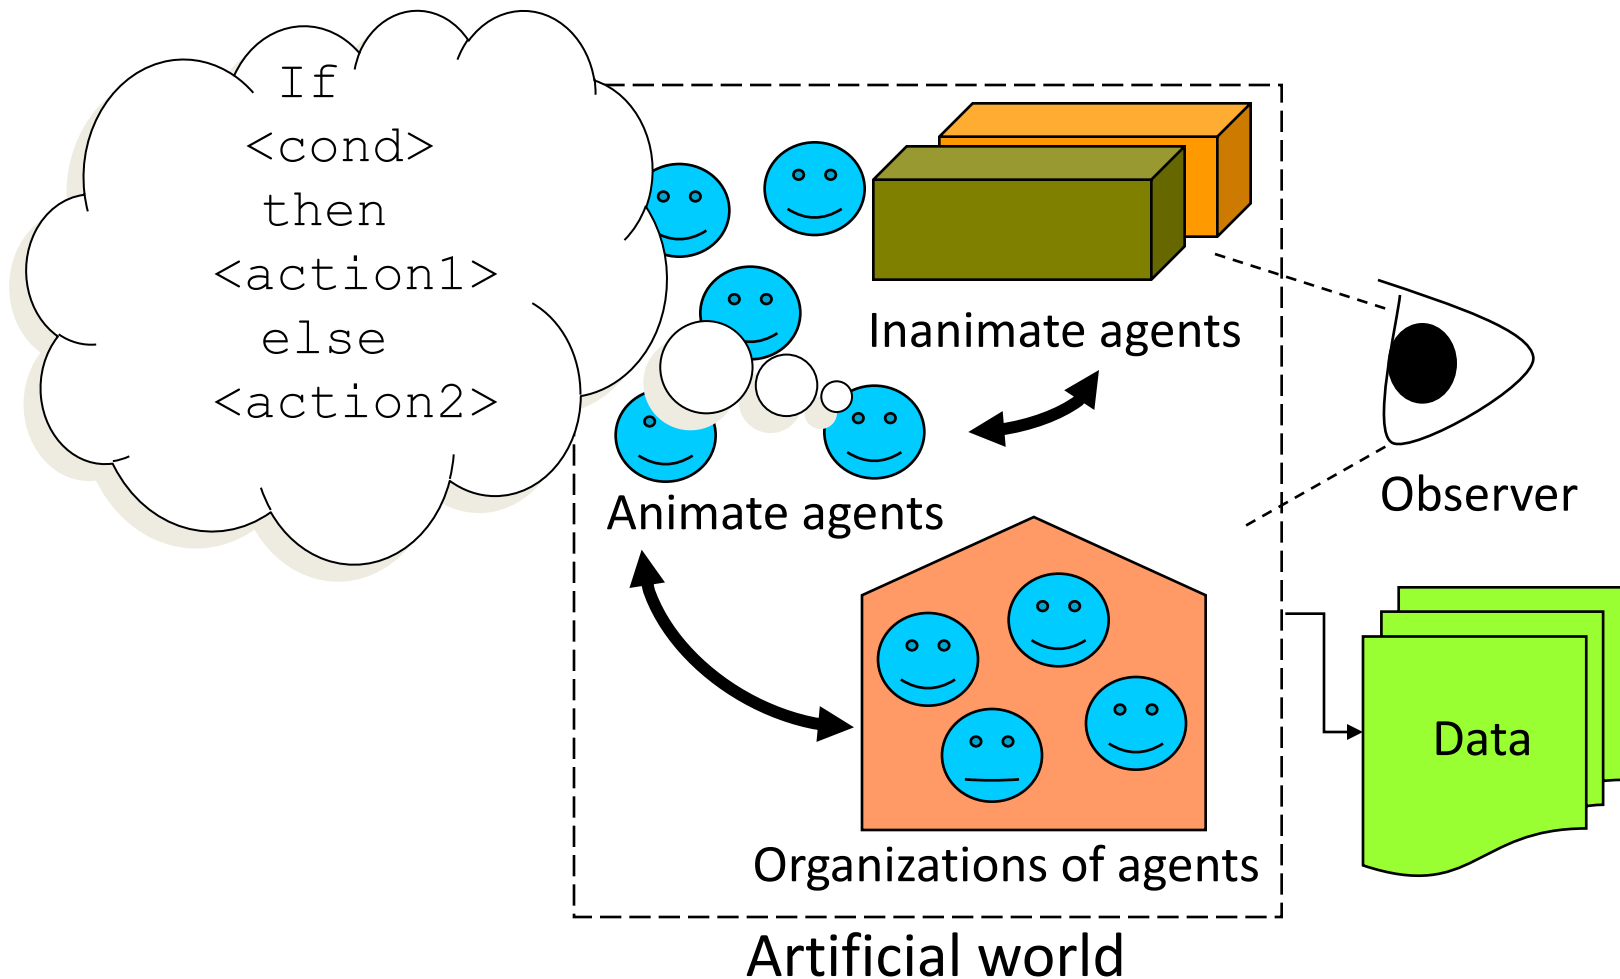 If
<cond>
then
<action1>
else
<action2>
Inanimate agents
Animate agents
Observer
Data
Organizations of agents
Artificial world